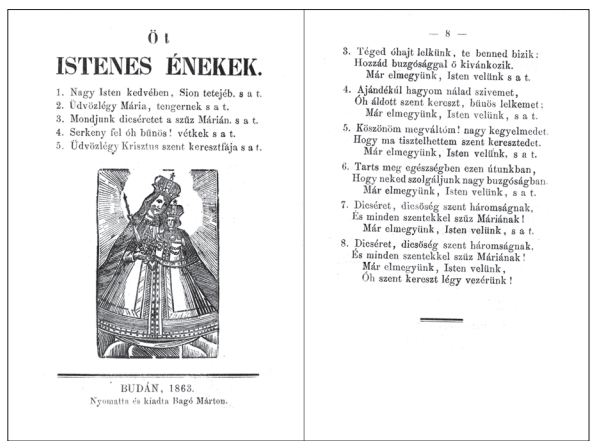 Öt
ISTENES ÉNEKEK.
1. Nagy Isten kedvében, Sion tetejéb. s a t.
2. Üdvözlégy Mária, tengernek s a t.
3. Mondjunk dicséretet a szűz Márián. s a t.
4. Serkeny fel óh bűnös! vétkek s a t.
5. Üdvözlégy Krisztus szent keresztfája s a t.
BUDÁN, 1863.
Nyomatta és kiadta Bagó Márton.
— 8 —
3. Téged óhajt lelkünk, te benned bizik:
Hozzád buzgósággal ő kivánkozik.
Már elmegyünk, Isten velünk s a t.
4. Ajándékúl hagyom nálad szivemet,
Óh áldott szent kereszt, bűnös lelkemet:
Már elmegyünk, Isten velünk, s a t.
5. Köszönöm megváltóm! nagy kegyelmedet.
Hogy ma tisztelhettem szent keresztedet.
Már elmegyünk, Isten velünk, s a t.
6. Tarts meg egészségben ezen útunkban,
Hogy neked szolgáljunk nagy buzgóságban.
Már elmegyünk, Isten velünk, s a t.
7. Dicséret, dicsőség szent háromságnak,
És minden szentekkel szűz Máriának!
Már elmegyünk, Isten velünk, s a t.
8. Dicséret, dicsőség szent háromságnak,
És minden szentekkel szűz Máriának!
Már elmegyünk, Isten velünk,
Óh szent kereszt légy vezérünk!